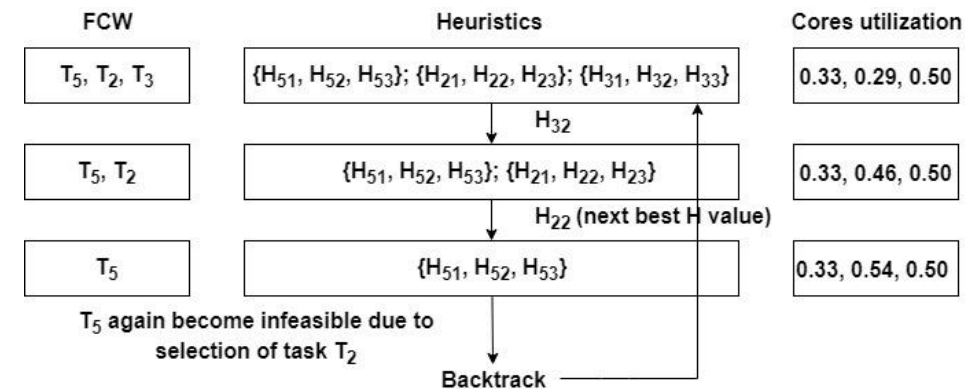 FCW Heuristics Cores utilization
T₅, T₂, T₃ {H₅₁, H₅₂, H₅₃}; {H₂₁, H₂₂, H₂₃}; {H₃₁, H₃₂, H₃₃} 0.33, 0.29, 0.50
H₃₂
T₅, T₂ {H₅₁, H₅₂, H₅₃}; {H₂₁, H₂₂, H₂₃} 0.33, 0.46, 0.50
H₂₂ (next best H value)
T₅ {H₅₁, H₅₂, H₅₃} 0.33, 0.54, 0.50
T₅ again become infeasible due to
selection of task T₂
Backtrack